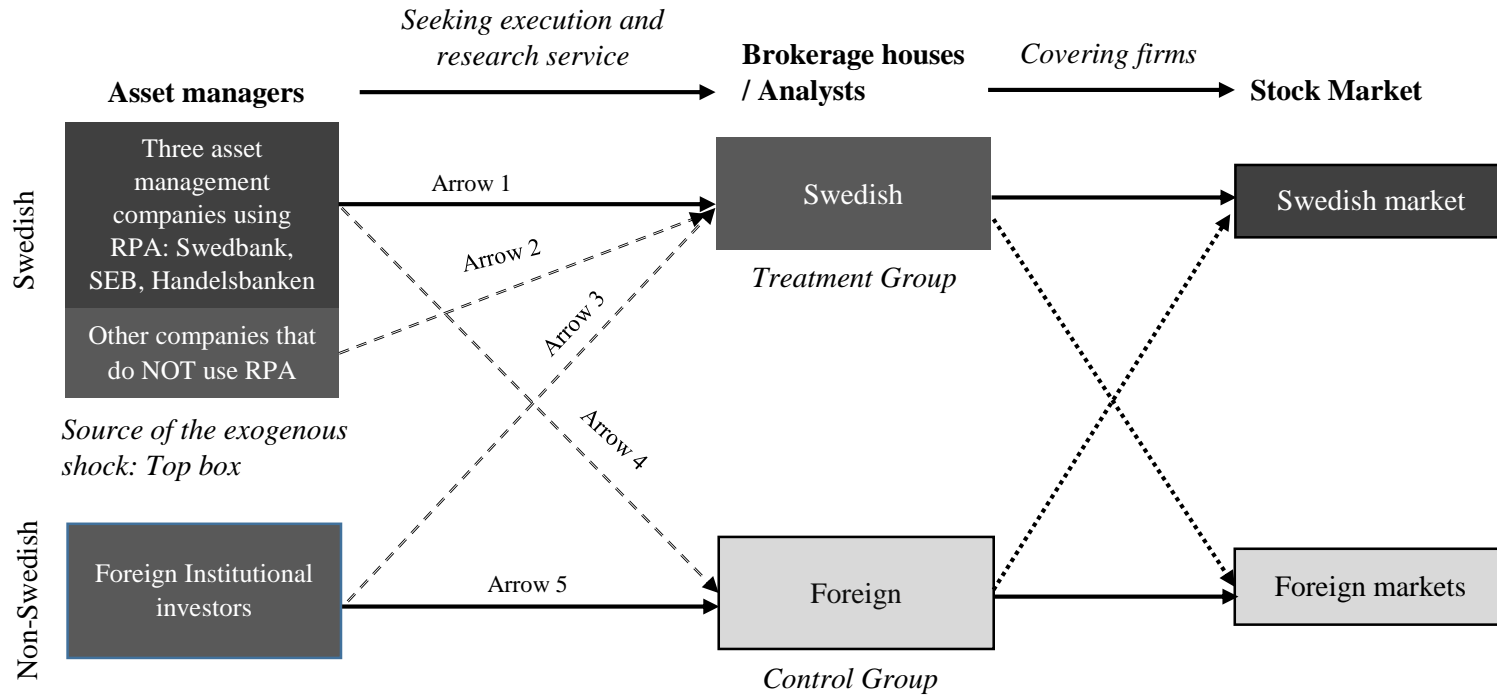 Seeking execution and
research service
Brokerage houses
/ Analysts
Covering firms
Asset managers
Stock Market
Swedish
Three asset
management
companies using
RPA: Swedbank,
SEB, Handelsbanken
Other companies that
do NOT use RPA
Source of the exogenous
shock: Top box
Arrow 1
Arrow 2
Arrow 3
Arrow 4
Swedish
Treatment Group
Swedish market
Non-Swedish
Foreign Institutional
investors
Arrow 5
Foreign
Control Group
Foreign markets